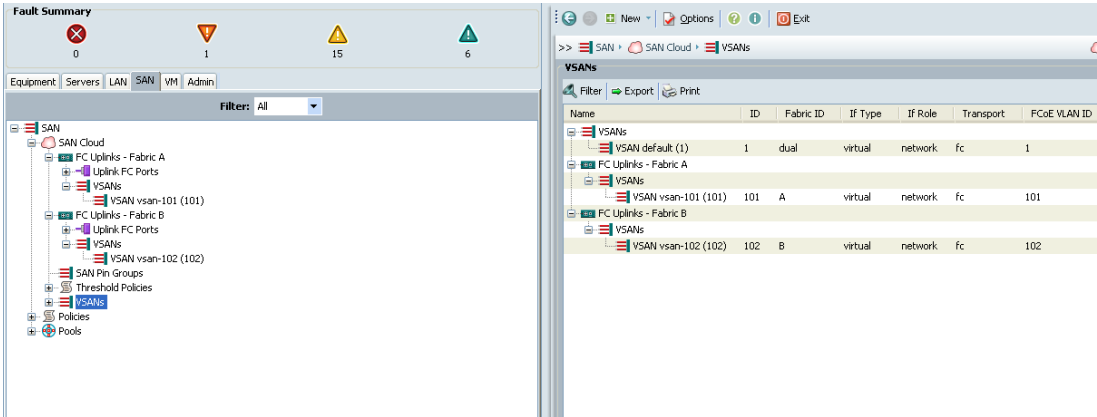 Fault Summary
0 1 15 6
Equipment Servers LAN SAN VM Admin
Filter: All
SAN
SAN Cloud
FC Uplinks - Fabric A
Uplink FC Ports
VSANs
VSAN vsan-101 (101)
FC Uplinks - Fabric B
Uplink FC Ports
VSANs
VSAN vsan-102 (102)
SAN Pin Groups
Threshold Policies
VSANs
Policies
Pools
New Options Exit
>> SAN SAN Cloud VSANs
VSANs
Filter Export Print
Name ID Fabric ID If Type If Role Transport FCoE VLAN ID
VSANs
VSAN default (1) 1 dual virtual network fc 1
FC Uplinks - Fabric A
VSANs
VSAN vsan-101 (101) 101 A virtual network fc 101
FC Uplinks - Fabric B
VSANs
VSAN vsan-102 (102) 102 B virtual network fc 102